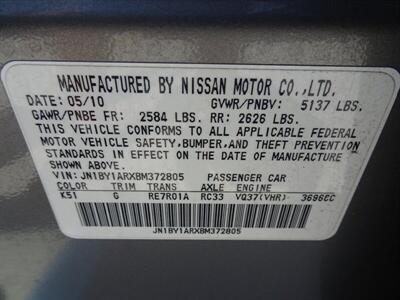 MANUFACTURED BY NISSAN MOTOR CO.,LTD.
DATE: 05/10 GVWR/PNBV: 5137 LBS.
GAWR/PNBE FR: 2584 LBS. RR: 2626 LBS.
THIS VEHICLE CONFORMS TO ALL APPLICABLE FEDERAL
MOTOR VEHICLE SAFETY,BUMPER,AND THEFT PREVENTION
STANDARDS IN EFFECT ON THE DATE OF MANUFACTURE
SHOWN ABOVE.
VIN: JN1BY1ARXBM372805 PASSENGER CAR
COLOR TRIM TRANS AXLE ENGINE
K51 G RE7R01A RC33 VQ37(VHR) 3696CC
JN1BY1ARXBM372805